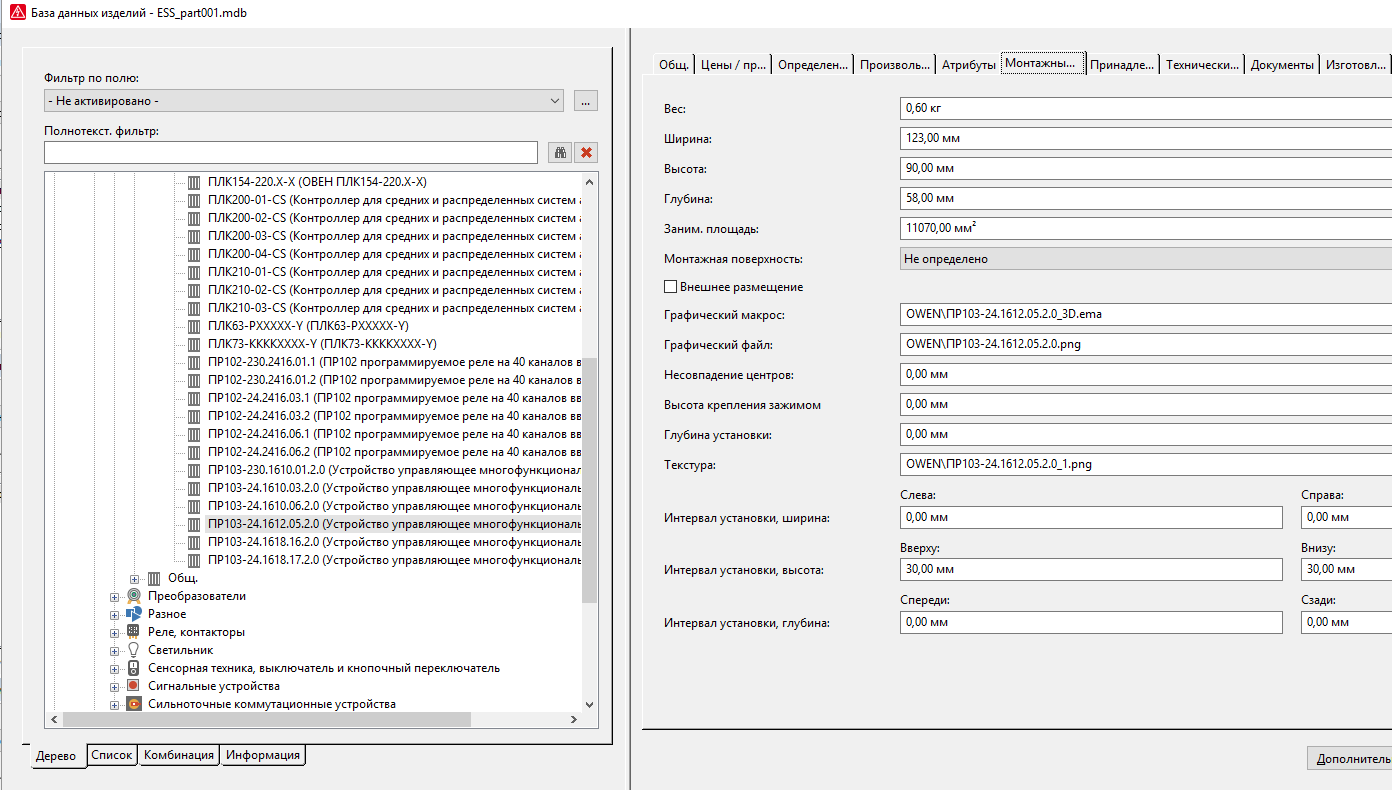 База данных изделий - ESS_part001.mdb
Фильтр по полю:
- Не активировано -
...
Полнотекст. фильтр:
ПЛК154-220.X-X (ОВЕН ПЛК154-220.X-X)
ПЛК200-01-CS (Контроллер для средних и распределенных систем а
ПЛК200-02-CS (Контроллер для средних и распределенных систем а
ПЛК200-03-CS (Контроллер для средних и распределенных систем а
ПЛК200-04-CS (Контроллер для средних и распределенных систем а
ПЛК210-01-CS (Контроллер для средних и распределенных систем а
ПЛК210-02-CS (Контроллер для средних и распределенных систем а
ПЛК210-03-CS (Контроллер для средних и распределенных систем а
ПЛК63-PXXXXX-Y (ПЛК63-PXXXXX-Y)
ПЛК73-KKKKXXXX-Y (ПЛК73-KKKKXXXX-Y)
ПР102-230.2416.01.1 (ПР102 программируемое реле на 40 каналов вв
ПР102-230.2416.01.2 (ПР102 программируемое реле на 40 каналов вв
ПР102-24.2416.03.1 (ПР102 программируемое реле на 40 каналов вв
ПР102-24.2416.03.2 (ПР102 программируемое реле на 40 каналов вв
ПР102-24.2416.06.1 (ПР102 программируемое реле на 40 каналов вв
ПР102-24.2416.06.2 (ПР102 программируемое реле на 40 каналов вв
ПР103-230.1610.01.2.0 (Устройство управляющее многофункционал
ПР103-24.1610.03.2.0 (Устройство управляющее многофункциональ
ПР103-24.1610.06.2.0 (Устройство управляющее многофункциональ
ПР103-24.1612.05.2.0 (Устройство управляющее многофункциональ
ПР103-24.1618.16.2.0 (Устройство управляющее многофункциональ
ПР103-24.1618.17.2.0 (Устройство управляющее многофункциональ
Общ.
Преобразователи
Разное
Реле, контакторы
Светильник
Сенсорная техника, выключатель и кнопочный переключатель
Сигнальные устройства
Сильноточные коммутационные устройства
Дерево
Список
Комбинация
Информация
Общ.
Цены / пр...
Определен...
Произволь...
Атрибуты
Монтажны...
Принадле...
Технически...
Документы
Изготовл...
Вес:
0,60 кг
Ширина:
123,00 мм
Высота:
90,00 мм
Глубина:
58,00 мм
Заним. площадь:
11070,00 мм²
Монтажная поверхность:
Не определено
Внешнее размещение
Графический макрос:
OWEN\ПР103-24.1612.05.2.0_3D.ema
Графический файл:
OWEN\ПР103-24.1612.05.2.0.png
Несовпадение центров:
0,00 мм
Высота крепления зажимом
0,00 мм
Глубина установки:
0,00 мм
Текстура:
OWEN\ПР103-24.1612.05.2.0_1.png
Слева:
Справа:
Интервал установки, ширина:
0,00 мм
0,00 мм
Вверху:
Внизу:
Интервал установки, высота:
30,00 мм
30,00 мм
Спереди:
Сзади:
Интервал установки, глубина:
0,00 мм
0,00 мм
Дополнитель